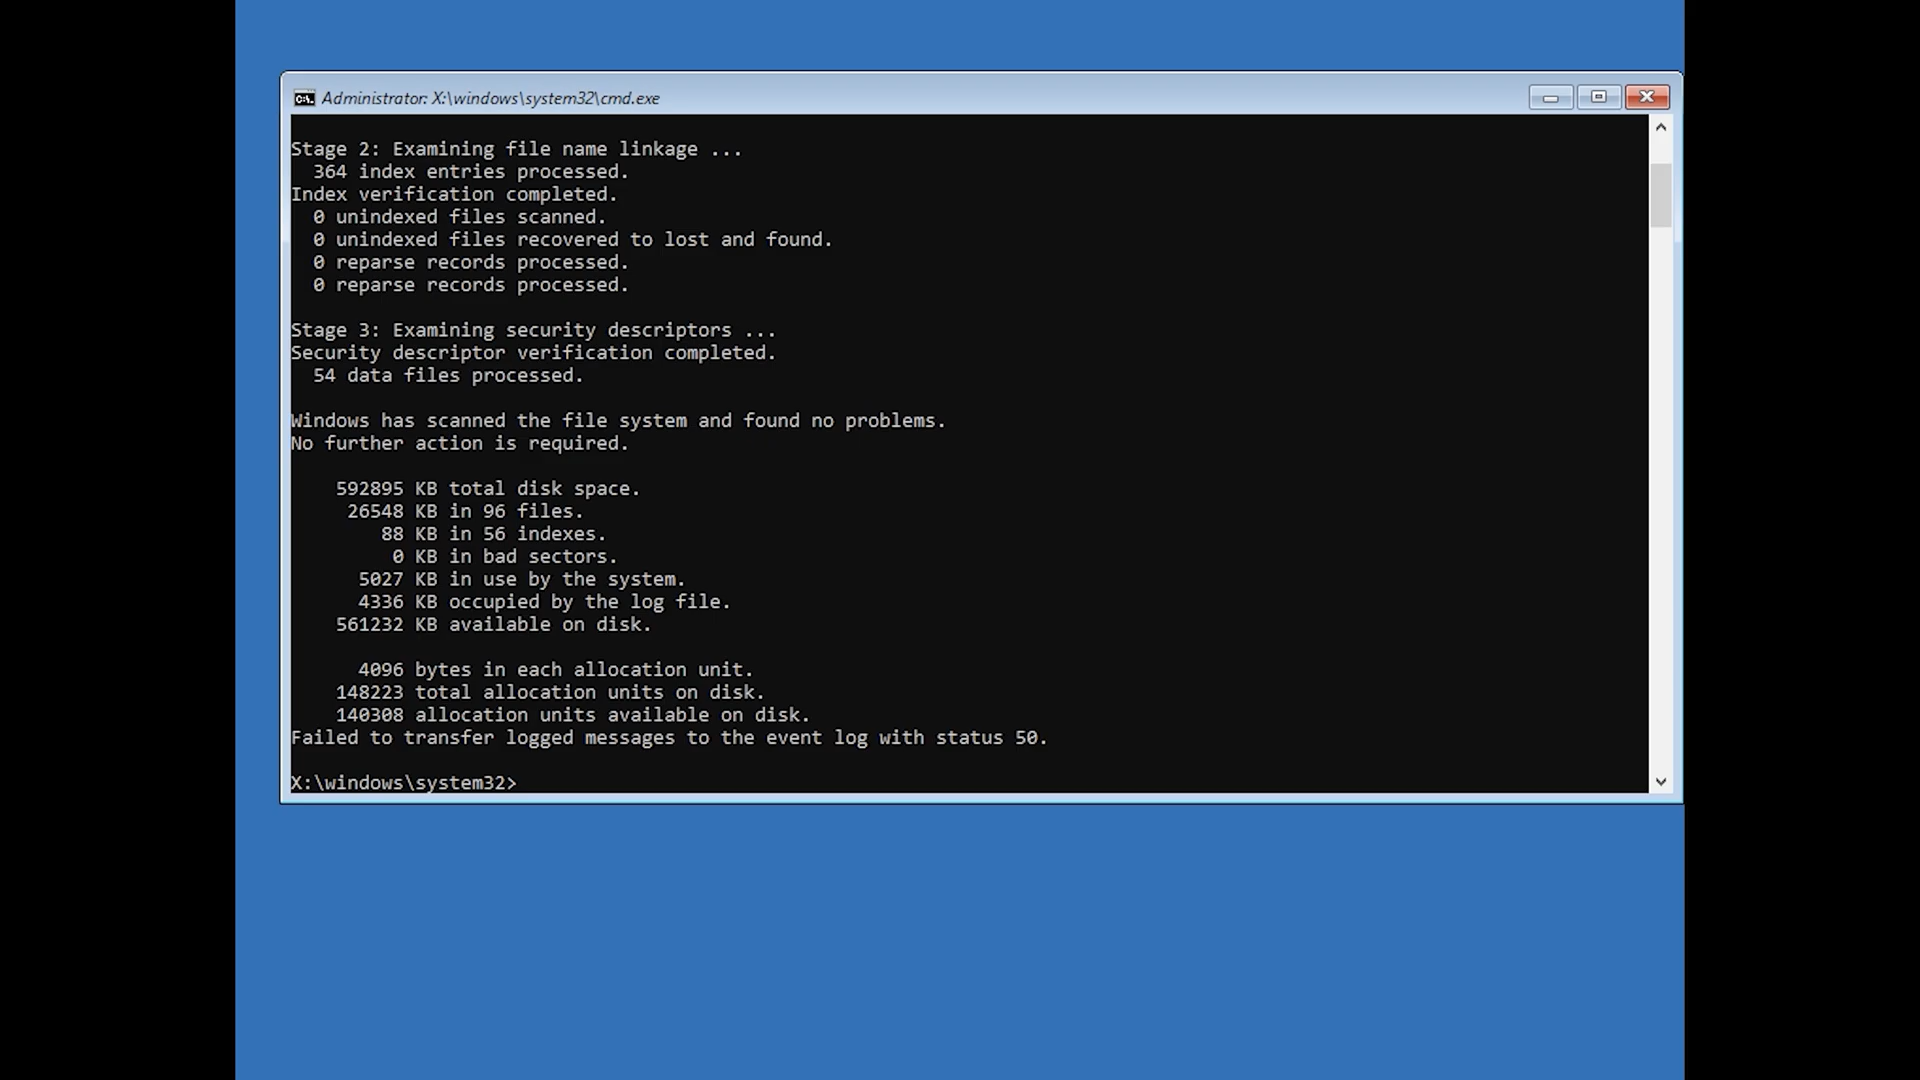 Administrator: X:\windows\system32\cmd.exe
Stage 2: Examining file name linkage ...
  364 index entries processed.
Index verification completed.
  0 unindexed files scanned.
  0 unindexed files recovered to lost and found.
  0 reparse records processed.
  0 reparse records processed.
Stage 3: Examining security descriptors ...
Security descriptor verification completed.
  54 data files processed.
Windows has scanned the file system and found no problems.
No further action is required.
    592895 KB total disk space.
     26548 KB in 96 files.
        88 KB in 56 indexes.
         0 KB in bad sectors.
      5027 KB in use by the system.
      4336 KB occupied by the log file.
    561232 KB available on disk.
      4096 bytes in each allocation unit.
    148223 total allocation units on disk.
    140308 allocation units available on disk.
Failed to transfer logged messages to the event log with status 50.
X:\windows\system32>